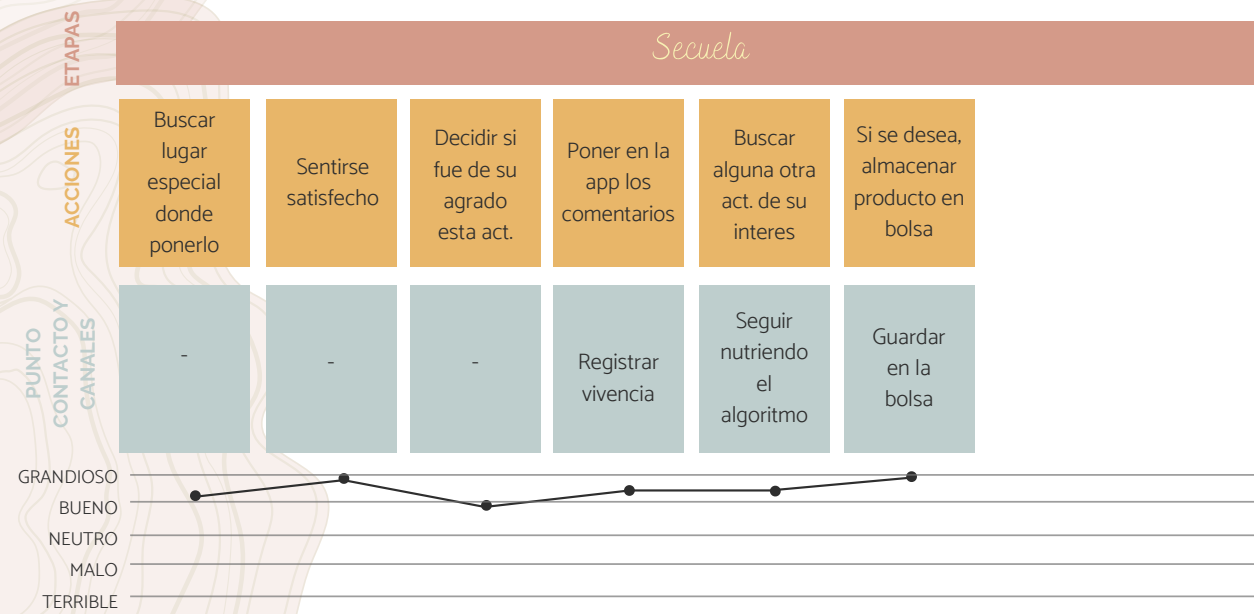 ETAPAS
Secuela
ACCIONES
Buscar
lugar
especial
donde
ponerlo
Sentirse
satisfecho
Decidir si
fue de su
agrado
esta act.
Poner en la
app los
comentarios
Buscar
alguna otra
act. de su
interes
Si se desea,
almacenar
producto en
bolsa
PUNTO
CONTACTO Y
CANALES
-
-
-
Registrar
vivencia
Seguir
nutriendo
el
algoritmo
Guardar
en la
bolsa
GRANDIOSO
BUENO
NEUTRO
MALO
TERRIBLE